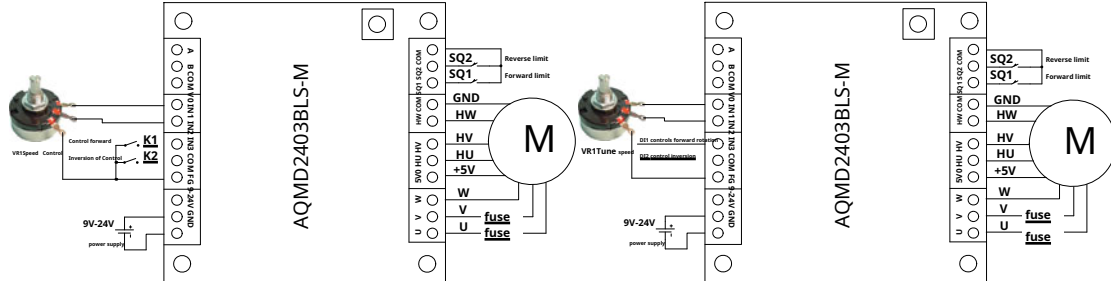 A
B
COM
V0
IN1
IN2
IN3
COM
COM
FG
9-24V
GND
AQMD2403BLS-M
SQ1 SQ2 COM
HW COM
5V0 HU HV
W
V
U
SQ2
SQ1
Reverse limit
Forward limit
GND
HW
HV
HU
+5V
W
V
U
fuse
fuse
M
VR1Speed Control
Control forward
K1
Inversion of Control
K2
9V-24V
power supply
A
B
COM
V0
IN1
IN2
IN3
COM
COM
FG
9-24V
GND
AQMD2403BLS-M
SQ1 SQ2 COM
HW COM
5V0 HU HV
W
V
U
SQ2
SQ1
Reverse limit
Forward limit
GND
HW
HV
HU
+5V
W
V
U
fuse
fuse
M
VR1Tune speed
DI1 controls forward rotation
DI2 control inversion
9V-24V
power supply